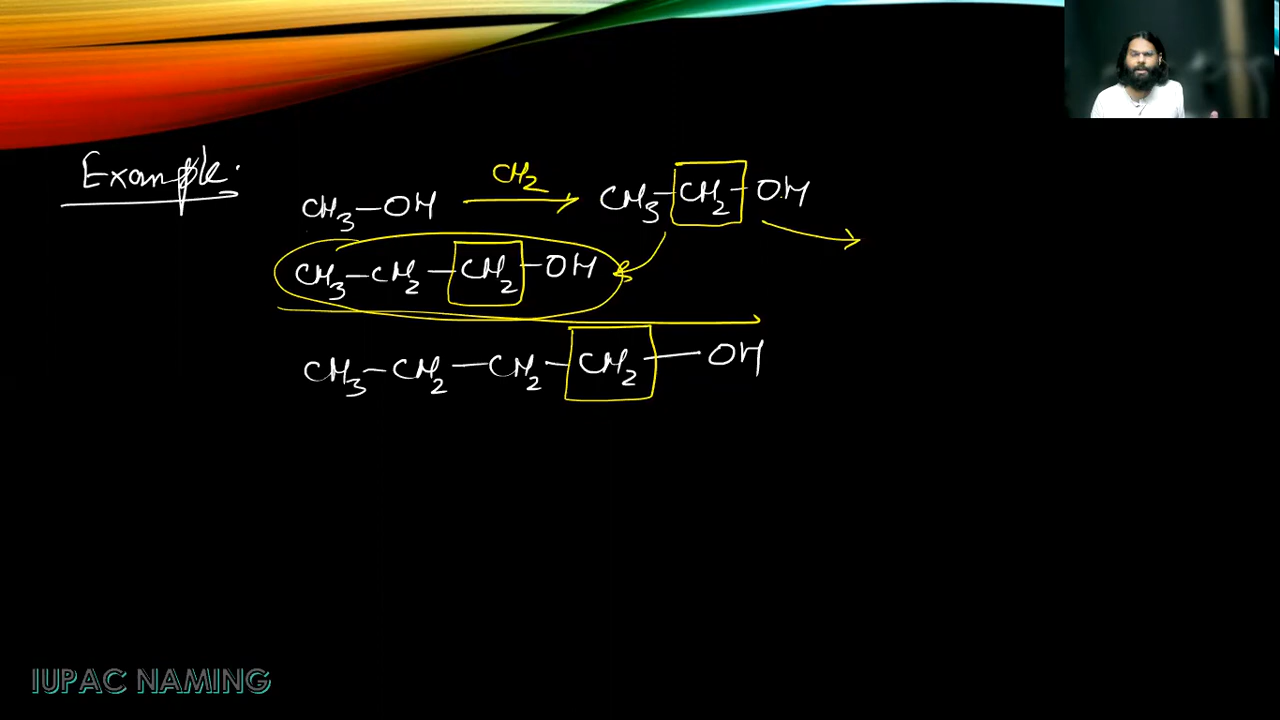 Example:
CH3-OH CH2 → CH3-CH2-OH
CH3-CH2-CH2-OH
CH3-CH2-CH2-CH2-OH
IUPAC NAMING